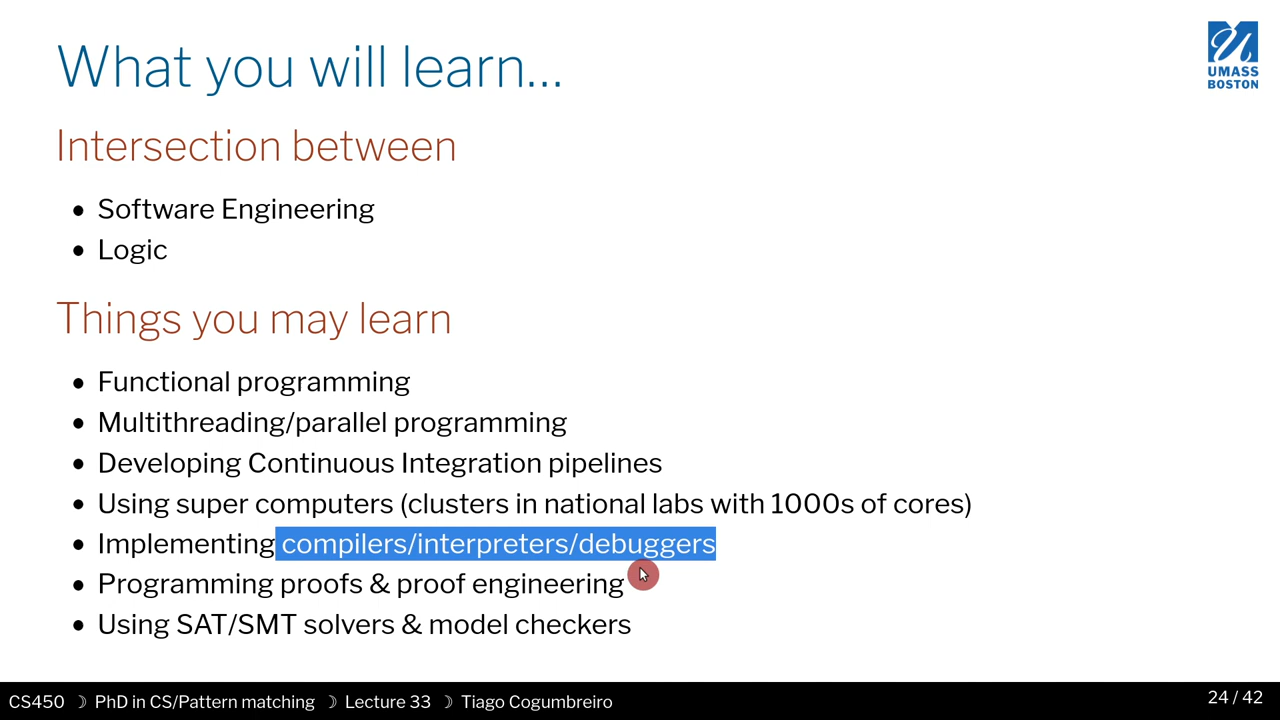 What you will learn...
UMASS
BOSTON
Intersection between
• Software Engineering
• Logic
Things you may learn
• Functional programming
• Multithreading/parallel programming
• Developing Continuous Integration pipelines
• Using super computers (clusters in national labs with 1000s of cores)
• Implementing compilers/interpreters/debuggers
• Programming proofs & proof engineering
• Using SAT/SMT solvers & model checkers
CS450 ☽ PhD in CS/Pattern matching ☽ Lecture 33 ☽ Tiago Cogumbreiro
24 / 42